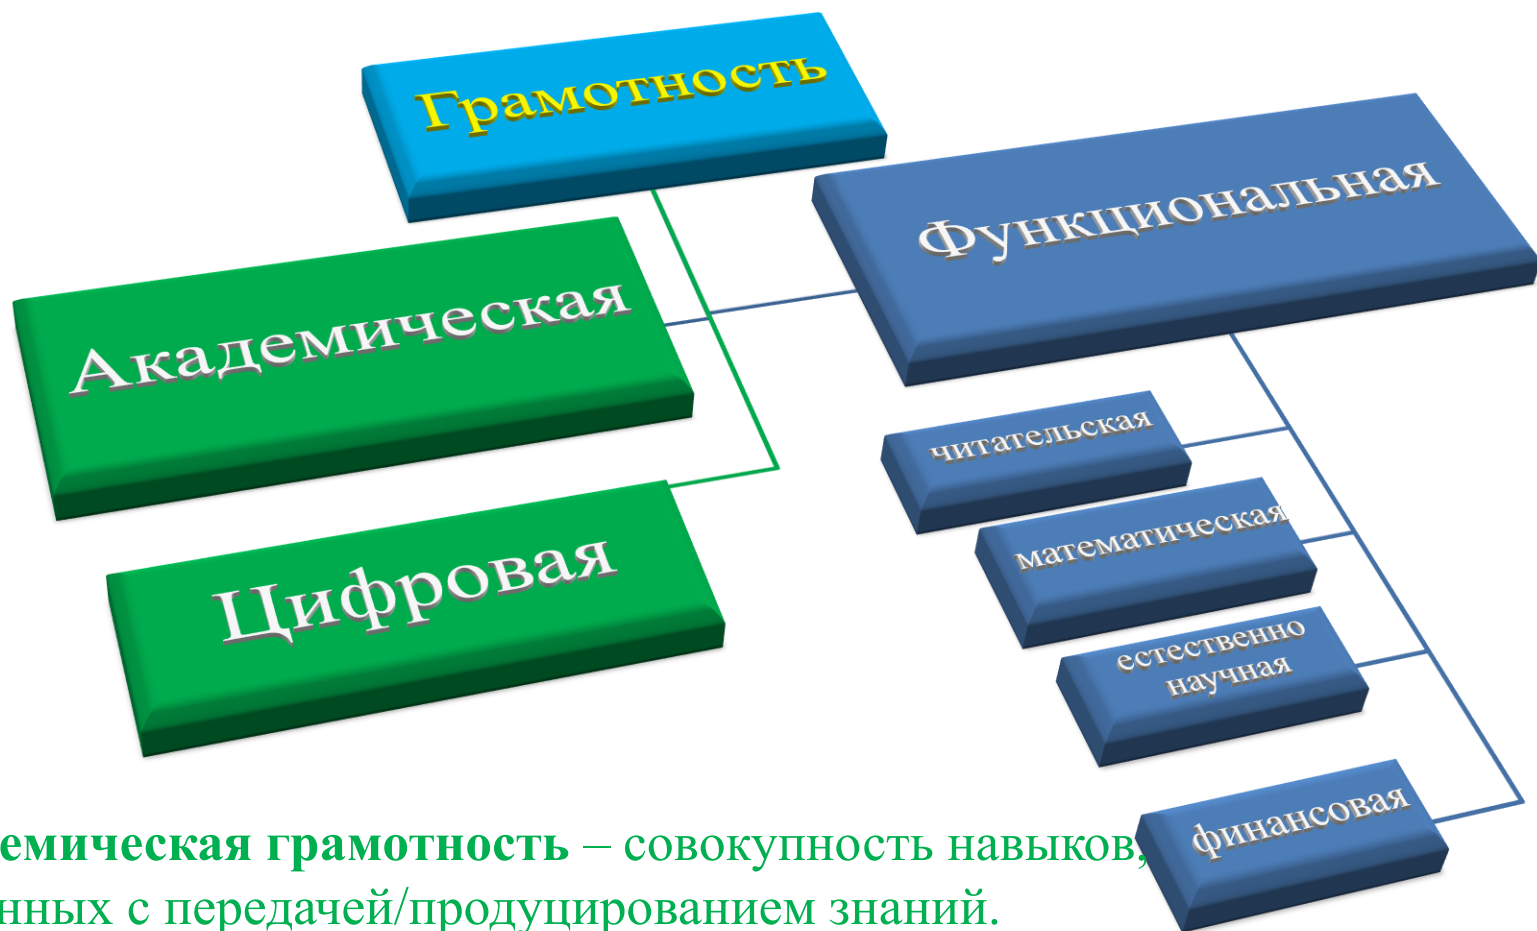 Грамотность
Функциональная
Академическая
Цифровая
читательская
математическая
естественно
научная
финансовая
емическая грамотность – совокупность навыков,
нных с передачей/продуцированием знаний.